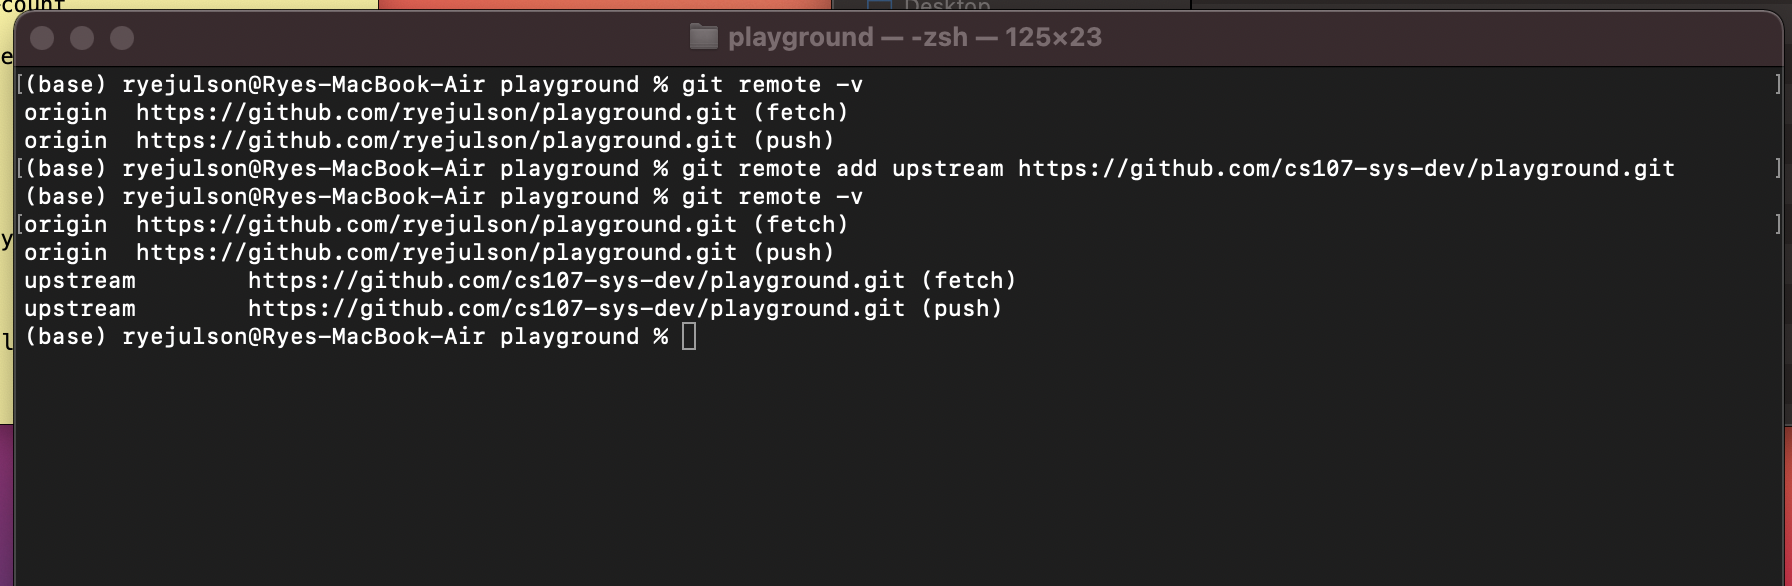 count
Desktop
playground — -zsh — 125×23
(base) ryejulson@Ryes-MacBook-Air playground % git remote -v
origin  https://github.com/ryejulson/playground.git (fetch)
origin  https://github.com/ryejulson/playground.git (push)
(base) ryejulson@Ryes-MacBook-Air playground % git remote add upstream https://github.com/cs107-sys-dev/playground.git
(base) ryejulson@Ryes-MacBook-Air playground % git remote -v
origin  https://github.com/ryejulson/playground.git (fetch)
origin  https://github.com/ryejulson/playground.git (push)
upstream        https://github.com/cs107-sys-dev/playground.git (fetch)
upstream        https://github.com/cs107-sys-dev/playground.git (push)
(base) ryejulson@Ryes-MacBook-Air playground %